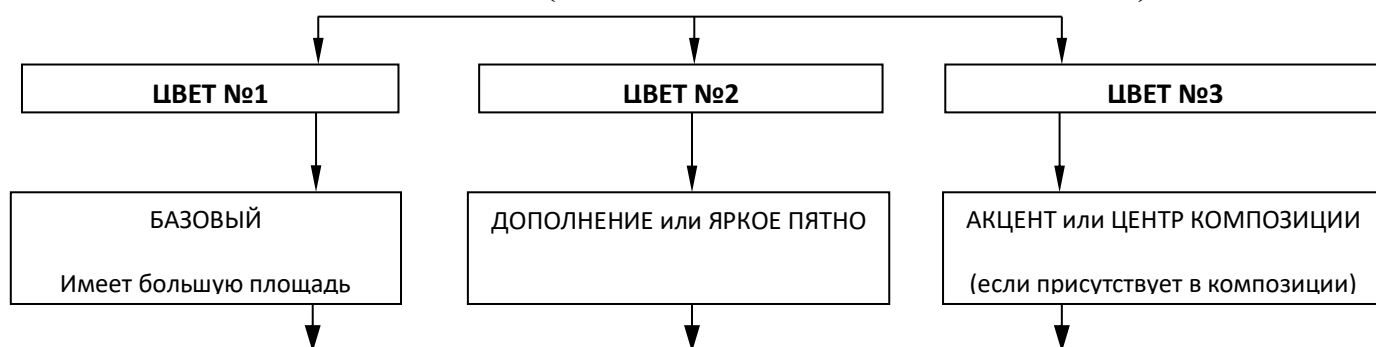 ЦВЕТ №1
ЦВЕТ №2
ЦВЕТ №3
БАЗОВЫЙ
Имеет большую площадь
ДОПОЛНЕНИЕ или ЯРКОЕ ПЯТНО
АКЦЕНТ или ЦЕНТР КОМПОЗИЦИИ
(если присутствует в композиции)